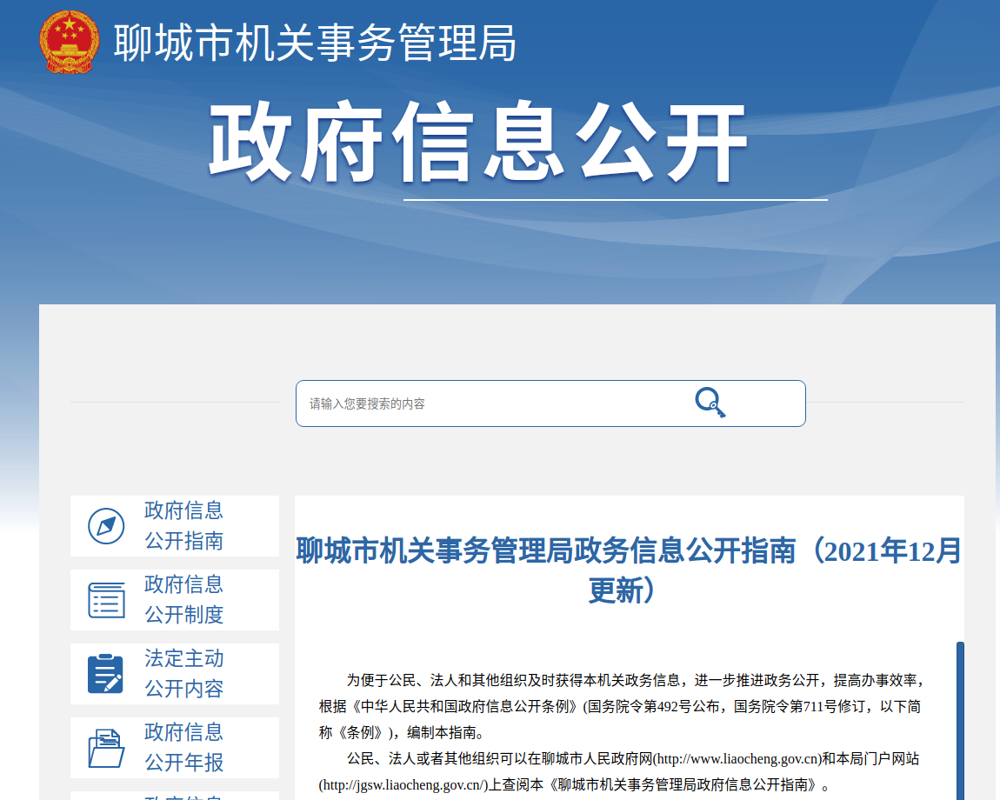 聊城市机关事务管理局
政府信息公开
请输入您要搜索的内容
政府信息
公开指南
政府信息
公开制度
法定主动
公开内容
政府信息
公开年报
聊城市机关事务管理局政务信息公开指南（2021年12月
更新）
为便于公民、法人和其他组织及时获得本机关政务信息，进一步推进政务公开，提高办事效率，
根据《中华人民共和国政府信息公开条例》(国务院令第492号公布，国务院令第711号修订，以下简
称《条例》)，编制本指南。
公民、法人或者其他组织可以在聊城市人民政府网(http://www.liaocheng.gov.cn)和本局门户网站
(http://jgsw.liaocheng.gov.cn/)上查阅本《聊城市机关事务管理局政府信息公开指南》。